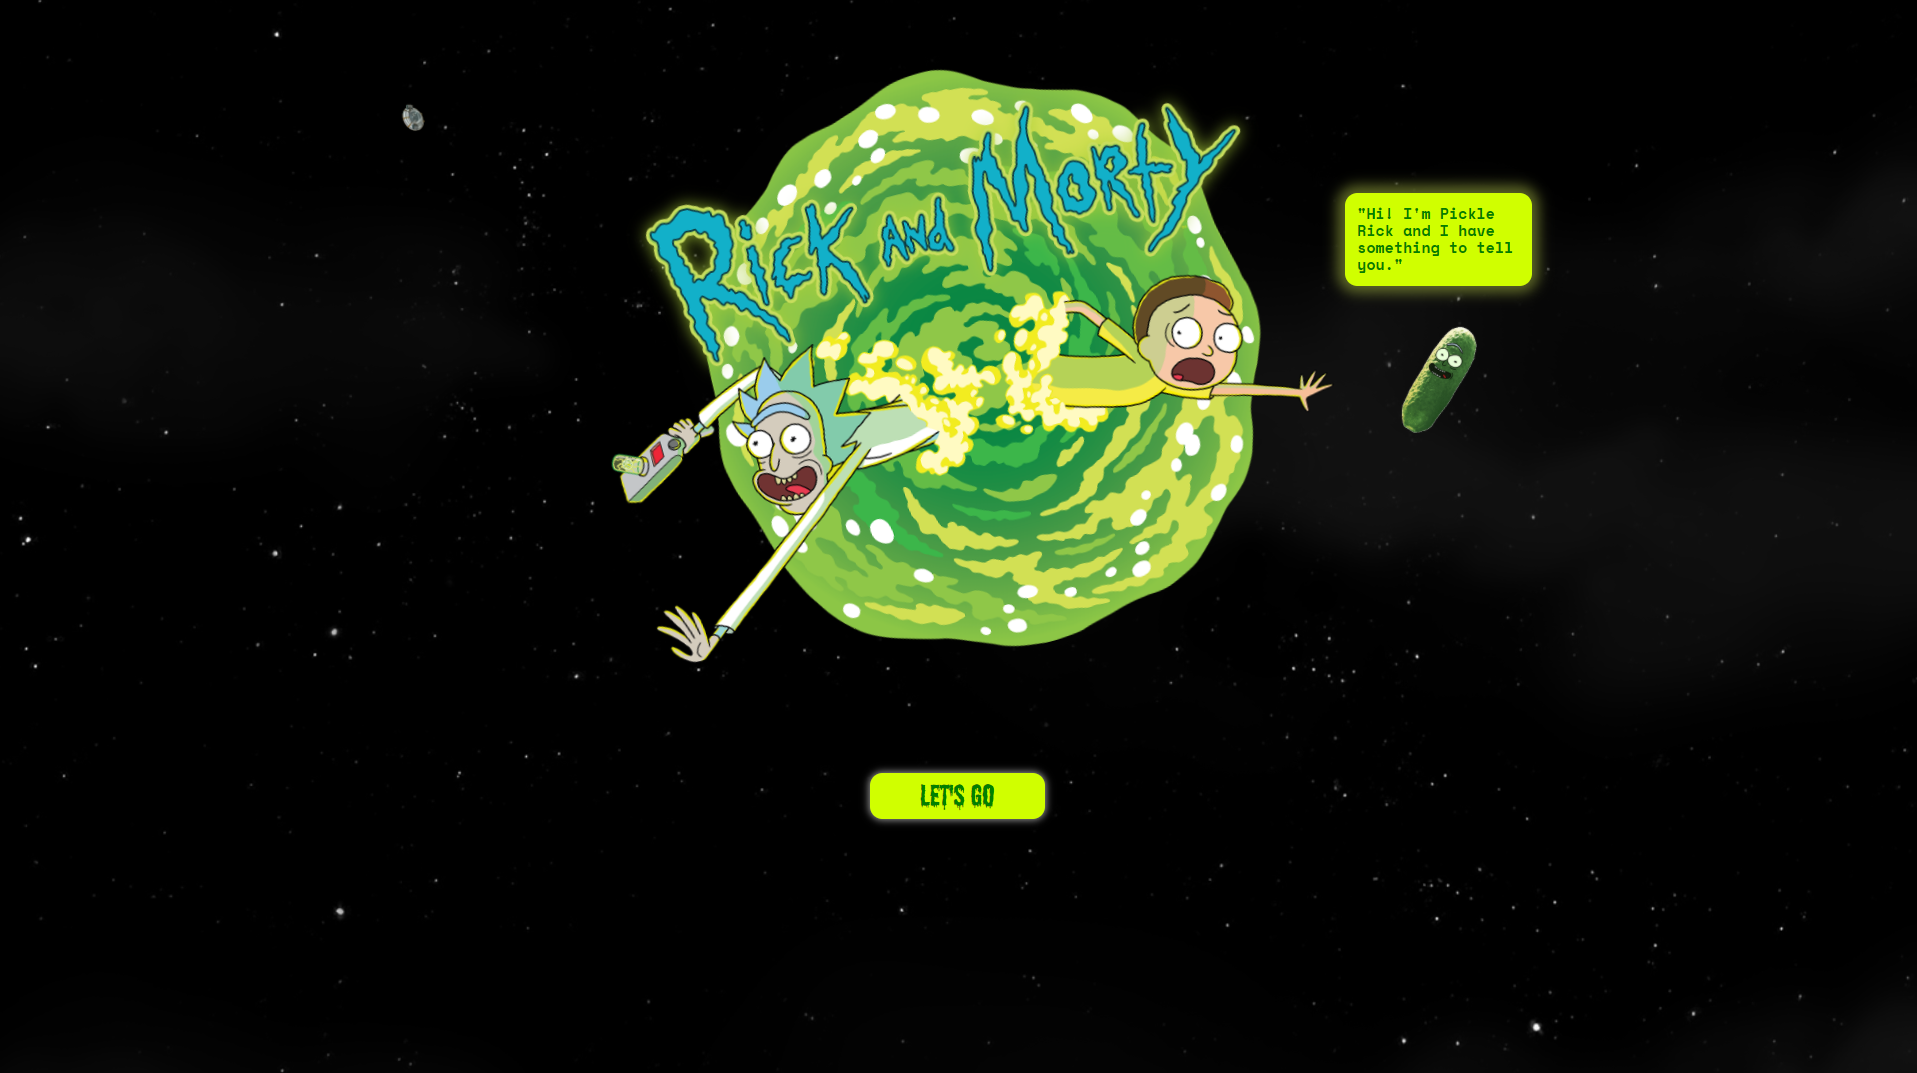 Rick and Morty
"Hi! I'm Pickle
Rick and I have
something to tell
you."
LET'S GO